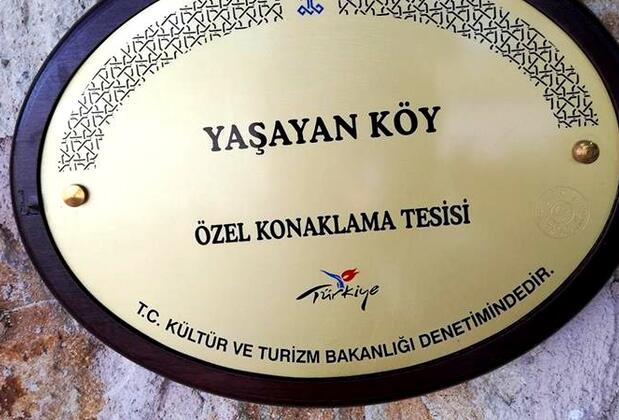 YAŞAYAN KÖY
ÖZEL KONAKLAMA TESİSİ
Türkiye
T.C. KÜLTÜR VE TURİZM BAKANLIĞI DENETİMİNDEDİR.